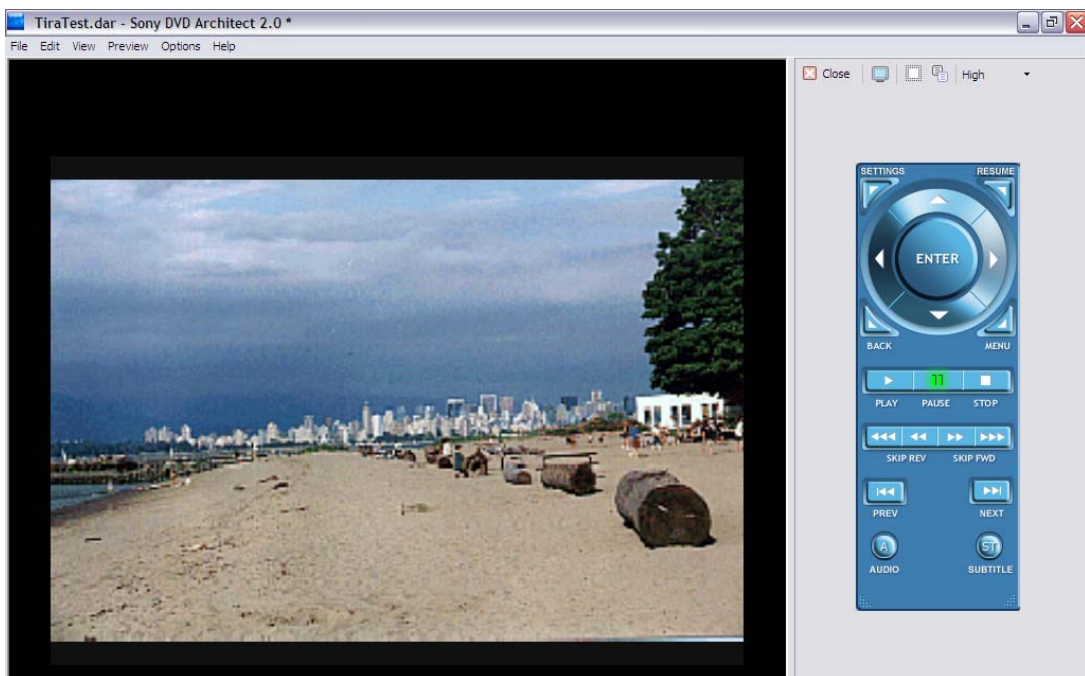 TiraTest.dar - Sony DVD Architect 2.0 *
File Edit View Preview Options Help
Close High
SETTINGS RESUME
ENTER
BACK MENU
PLAY PAUSE STOP
SKIP REV SKIP FWD
PREV NEXT
A ST
AUDIO SUBTITLE